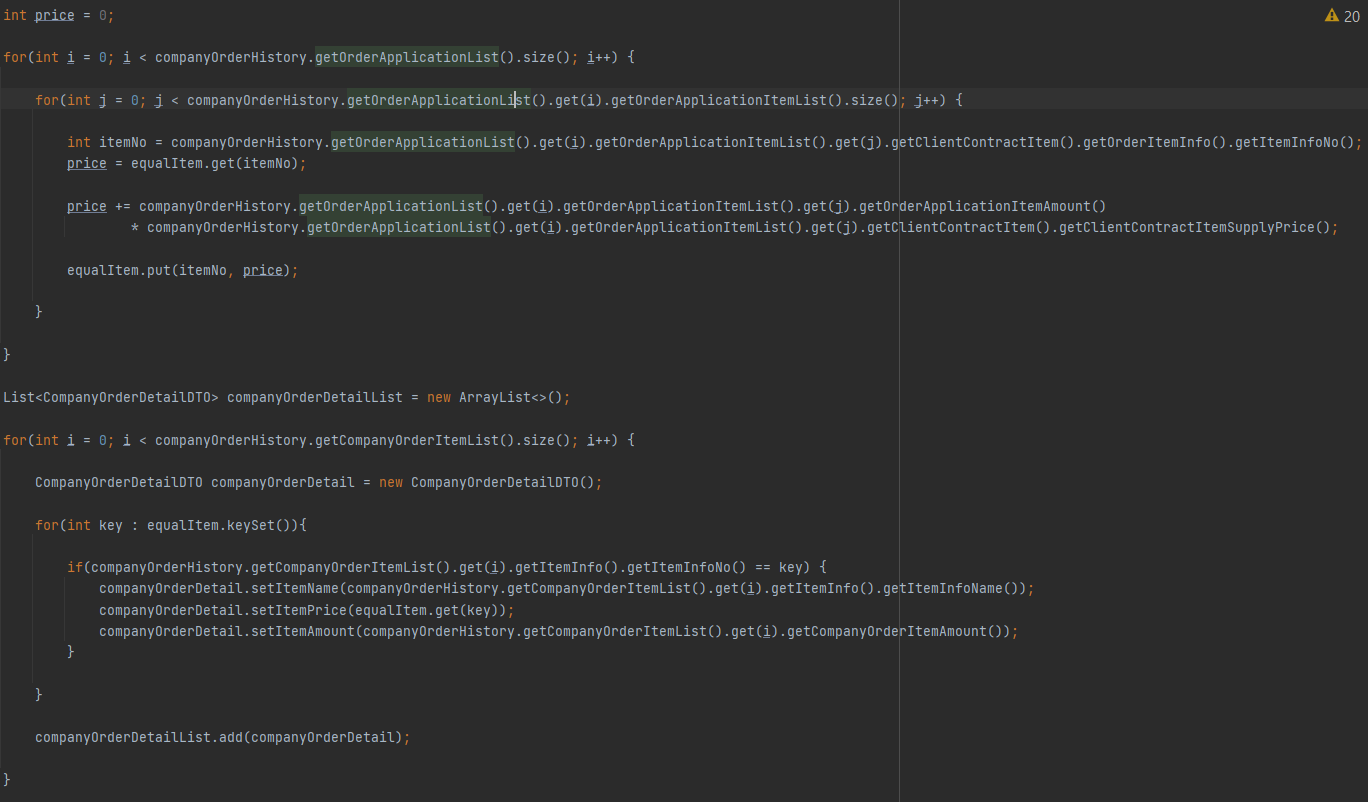 int price = 0;
20
for(int i = 0; i < companyOrderHistory.getOrderApplicationList().size(); i++) {
for(int j = 0; j < companyOrderHistory.getOrderApplicationList().get(i).getOrderApplicationItemList().size(); j++) {
int itemNo = companyOrderHistory.getOrderApplicationList().get(i).getOrderApplicationItemList().get(j).getClientContractItem().getOrderItemInfo().getItemInfoNo();
price = equalItem.get(itemNo);
price += companyOrderHistory.getOrderApplicationList().get(i).getOrderApplicationItemList().get(j).getOrderApplicationItemAmount()
* companyOrderHistory.getOrderApplicationList().get(i).getOrderApplicationItemList().get(j).getClientContractItem().getClientContractItemSupplyPrice();
equalItem.put(itemNo, price);
}
}
List<CompanyOrderDetailDTO> companyOrderDetailList = new ArrayList<>();
for(int i = 0; i < companyOrderHistory.getCompanyOrderItemList().size(); i++) {
CompanyOrderDetailDTO companyOrderDetail = new CompanyOrderDetailDTO();
for(int key : equalItem.keySet()){
if(companyOrderHistory.getCompanyOrderItemList().get(i).getItemInfo().getItemInfoNo() == key) {
companyOrderDetail.setItemName(companyOrderHistory.getCompanyOrderItemList().get(i).getItemInfo().getItemInfoName());
companyOrderDetail.setItemPrice(equalItem.get(key));
companyOrderDetail.setItemAmount(companyOrderHistory.getCompanyOrderItemList().get(i).getCompanyOrderItemAmount());
}
}
companyOrderDetailList.add(companyOrderDetail);
}